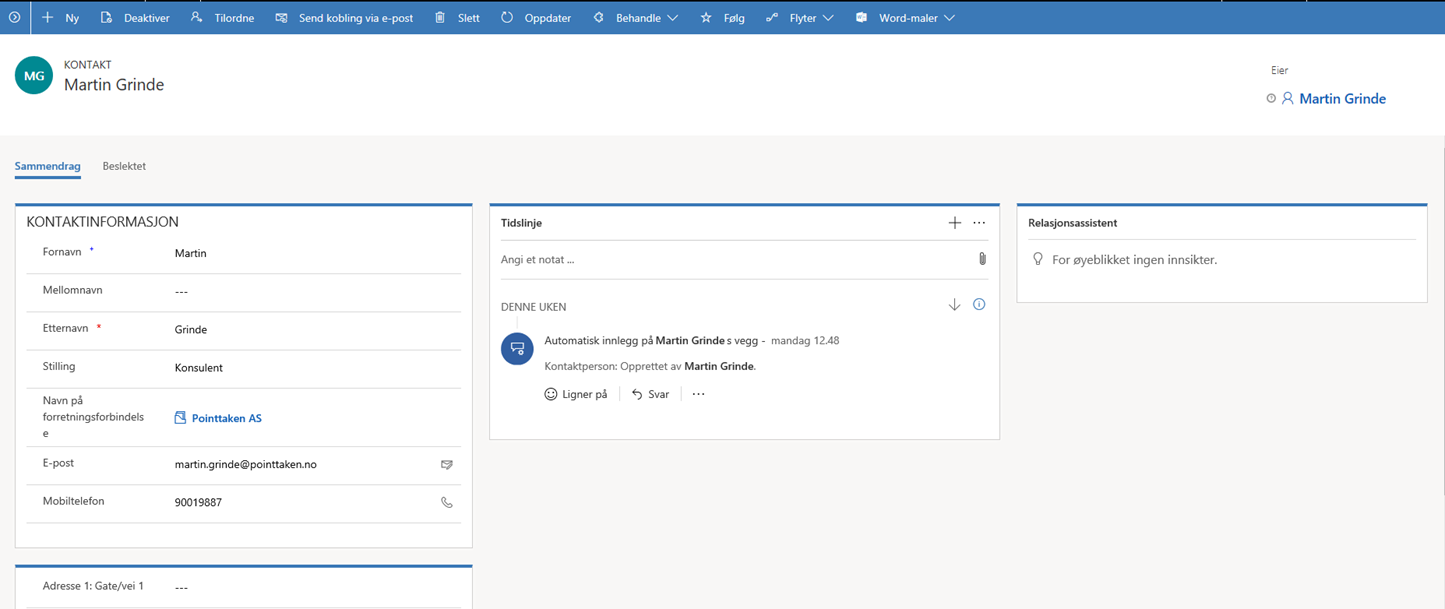 Ny Deaktiver Tilordne Send kobling via e-post Slett Oppdater Behandle Følg Flyter Word-maler
MG
KONTAKT
Martin Grinde
Eier
Martin Grinde
Sammendrag Beslektet
KONTAKTINFORMASJON
Fornavn * Martin
Mellomnavn ---
Etternavn * Grinde
Stilling Konsulent
Navn på
forretningsforbindels
e
Pointtaken AS
E-post martin.grinde@pointtaken.no
Mobiltelefon 90019887
Adresse 1: Gate/vei 1 ---
Tidslinje
Angi et notat ...
DENNE UKEN
Automatisk innlegg på Martin Grinde s vegg - mandag 12.48
Kontaktperson: Opprettet av Martin Grinde.
Ligner på Svar ...
Relasjonsassistent
For øyeblikket ingen innsikter.